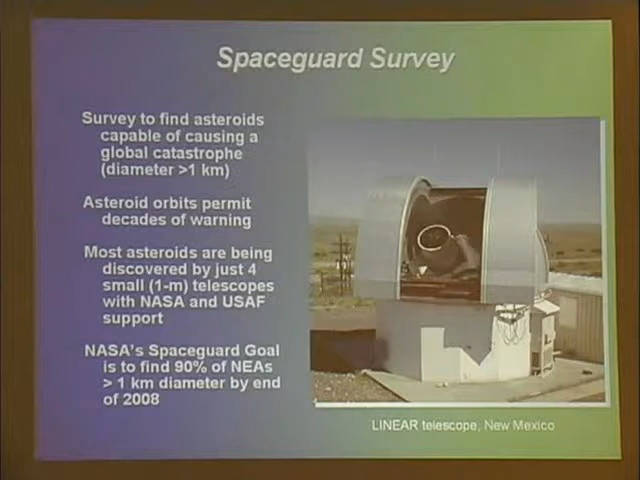 Spaceguard Survey
Survey to find asteroids
capable of causing a
global catastrophe
(diameter >1 km)
Asteroid orbits permit
decades of warning
Most asteroids are being
discovered by just 4
small (1-m) telescopes
with NASA and USAF
support
NASA's Spaceguard Goal
is to find 90% of NEAs
> 1 km diameter by end
of 2008
LINEAR telescope, New Mexico